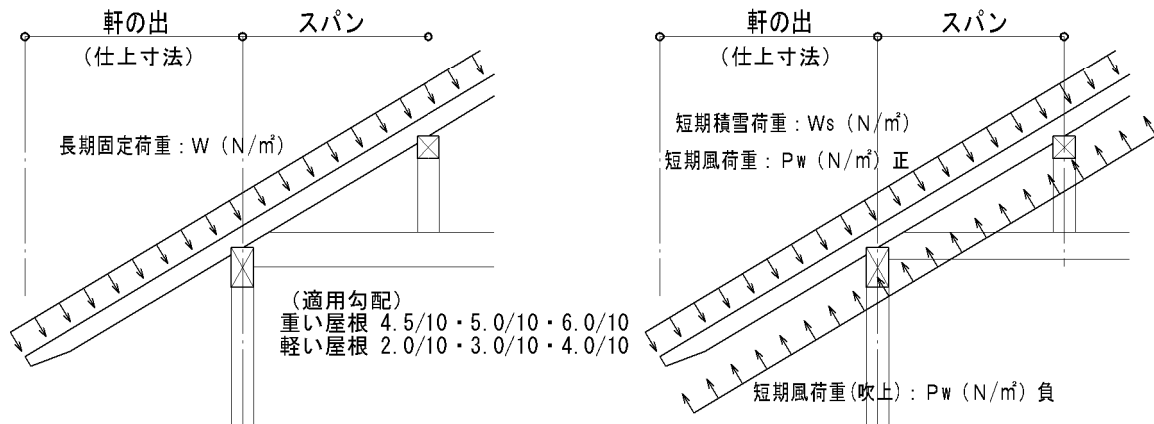 軒の出 スパン
(仕上寸法)
長期固定荷重：W (N/㎡)
(適用勾配)
重い屋根 4.5/10・5.0/10・6.0/10
軽い屋根 2.0/10・3.0/10・4.0/10
軒の出 スパン
(仕上寸法)
短期積雪荷重：Ws (N/㎡)
短期風荷重：Pw (N/㎡) 正
短期風荷重(吹上)：Pw (N/㎡) 負